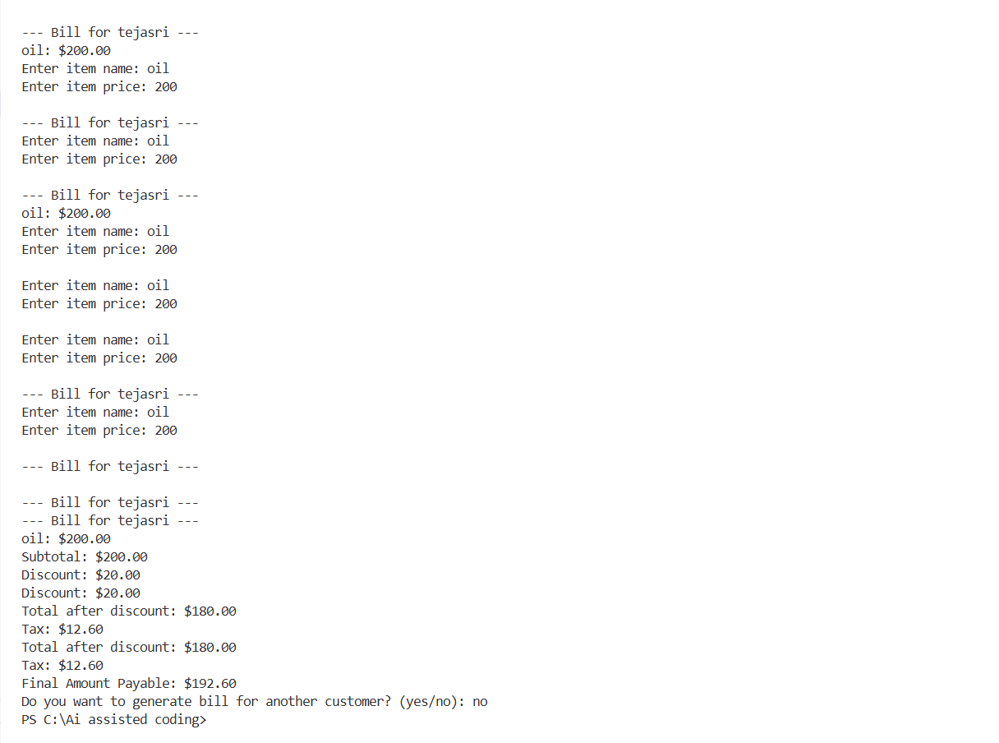 --- Bill for tejasri ---
oil: $200.00
Enter item name: oil
Enter item price: 200
--- Bill for tejasri ---
Enter item name: oil
Enter item price: 200
--- Bill for tejasri ---
oil: $200.00
Enter item name: oil
Enter item price: 200
Enter item name: oil
Enter item price: 200
Enter item name: oil
Enter item price: 200
--- Bill for tejasri ---
Enter item name: oil
Enter item price: 200
--- Bill for tejasri ---
--- Bill for tejasri ---
--- Bill for tejasri ---
oil: $200.00
Subtotal: $200.00
Discount: $20.00
Discount: $20.00
Total after discount: $180.00
Tax: $12.60
Total after discount: $180.00
Tax: $12.60
Final Amount Payable: $192.60
Do you want to generate bill for another customer? (yes/no): no
PS C:\Ai assisted coding>